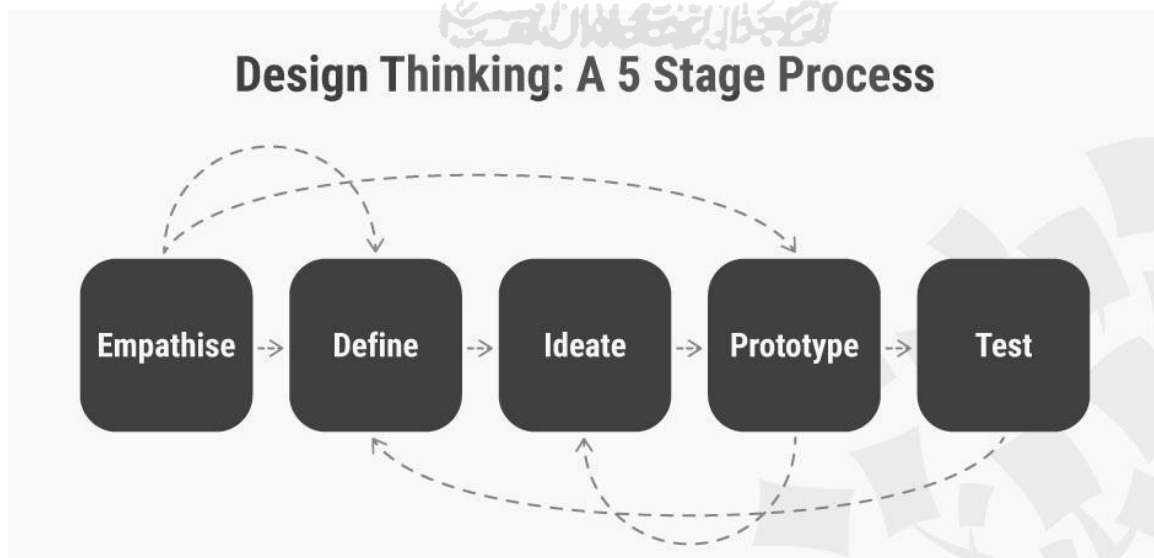 Design Thinking: A 5 Stage Process
Empathise
Define
Ideate
Prototype
Test